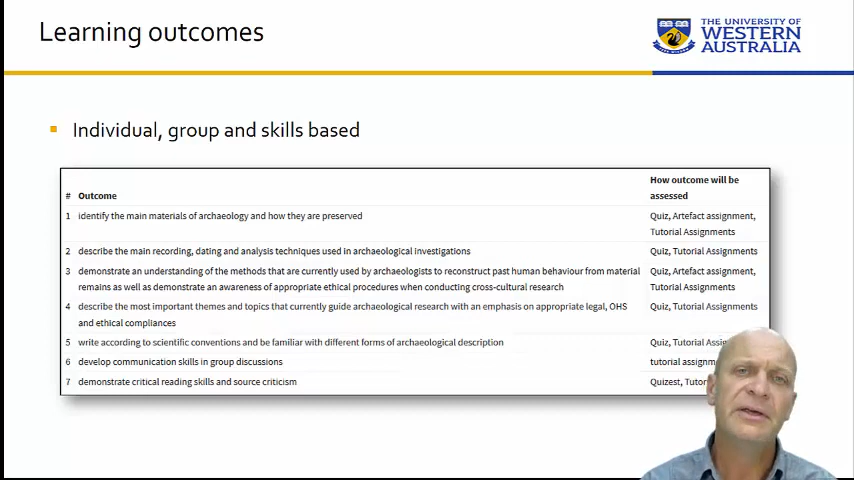 Learning outcomes
THE UNIVERSITY OF
WESTERN
AUSTRALIA
Individual, group and skills based
# Outcome How outcome will be
assessed
1 identify the main materials of archaeology and how they are preserved Quiz, Artefact assignment,
Tutorial Assignments
2 describe the main recording, dating and analysis techniques used in archaeological investigations Quiz, Tutorial Assignments
3 demonstrate an understanding of the methods that are currently used by archaeologists to reconstruct past human behaviour from material Quiz, Artefact assignment,
remains as well as demonstrate an awareness of appropriate ethical procedures when conducting cross-cultural research Tutorial Assignments
4 describe the most important themes and topics that currently guide archaeological research with an emphasis on appropriate legal, OHS Quiz, Tutorial Assignments
and ethical compliances
5 write according to scientific conventions and be familiar with different forms of archaeological description Quiz, Tutorial
6 develop communication skills in group discussions tutorial
7 demonstrate critical reading skills and source criticism Quizest,